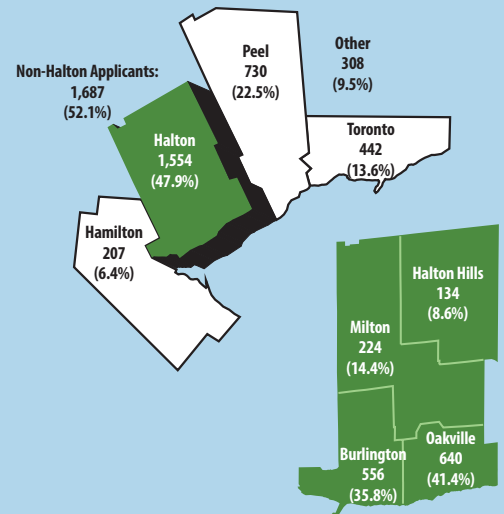 Peel
730
(22.5%)
Other
308
(9.5%)
Non-Halton Applicants:
1,687
(52.1%)
Toronto
442
(13.6%)
Halton
1,554
(47.9%)
Hamilton
207
(6.4%)
Halton Hills
134
(8.6%)
Milton
224
(14.4%)
Burlington
556
(35.8%)
Oakville
640
(41.4%)